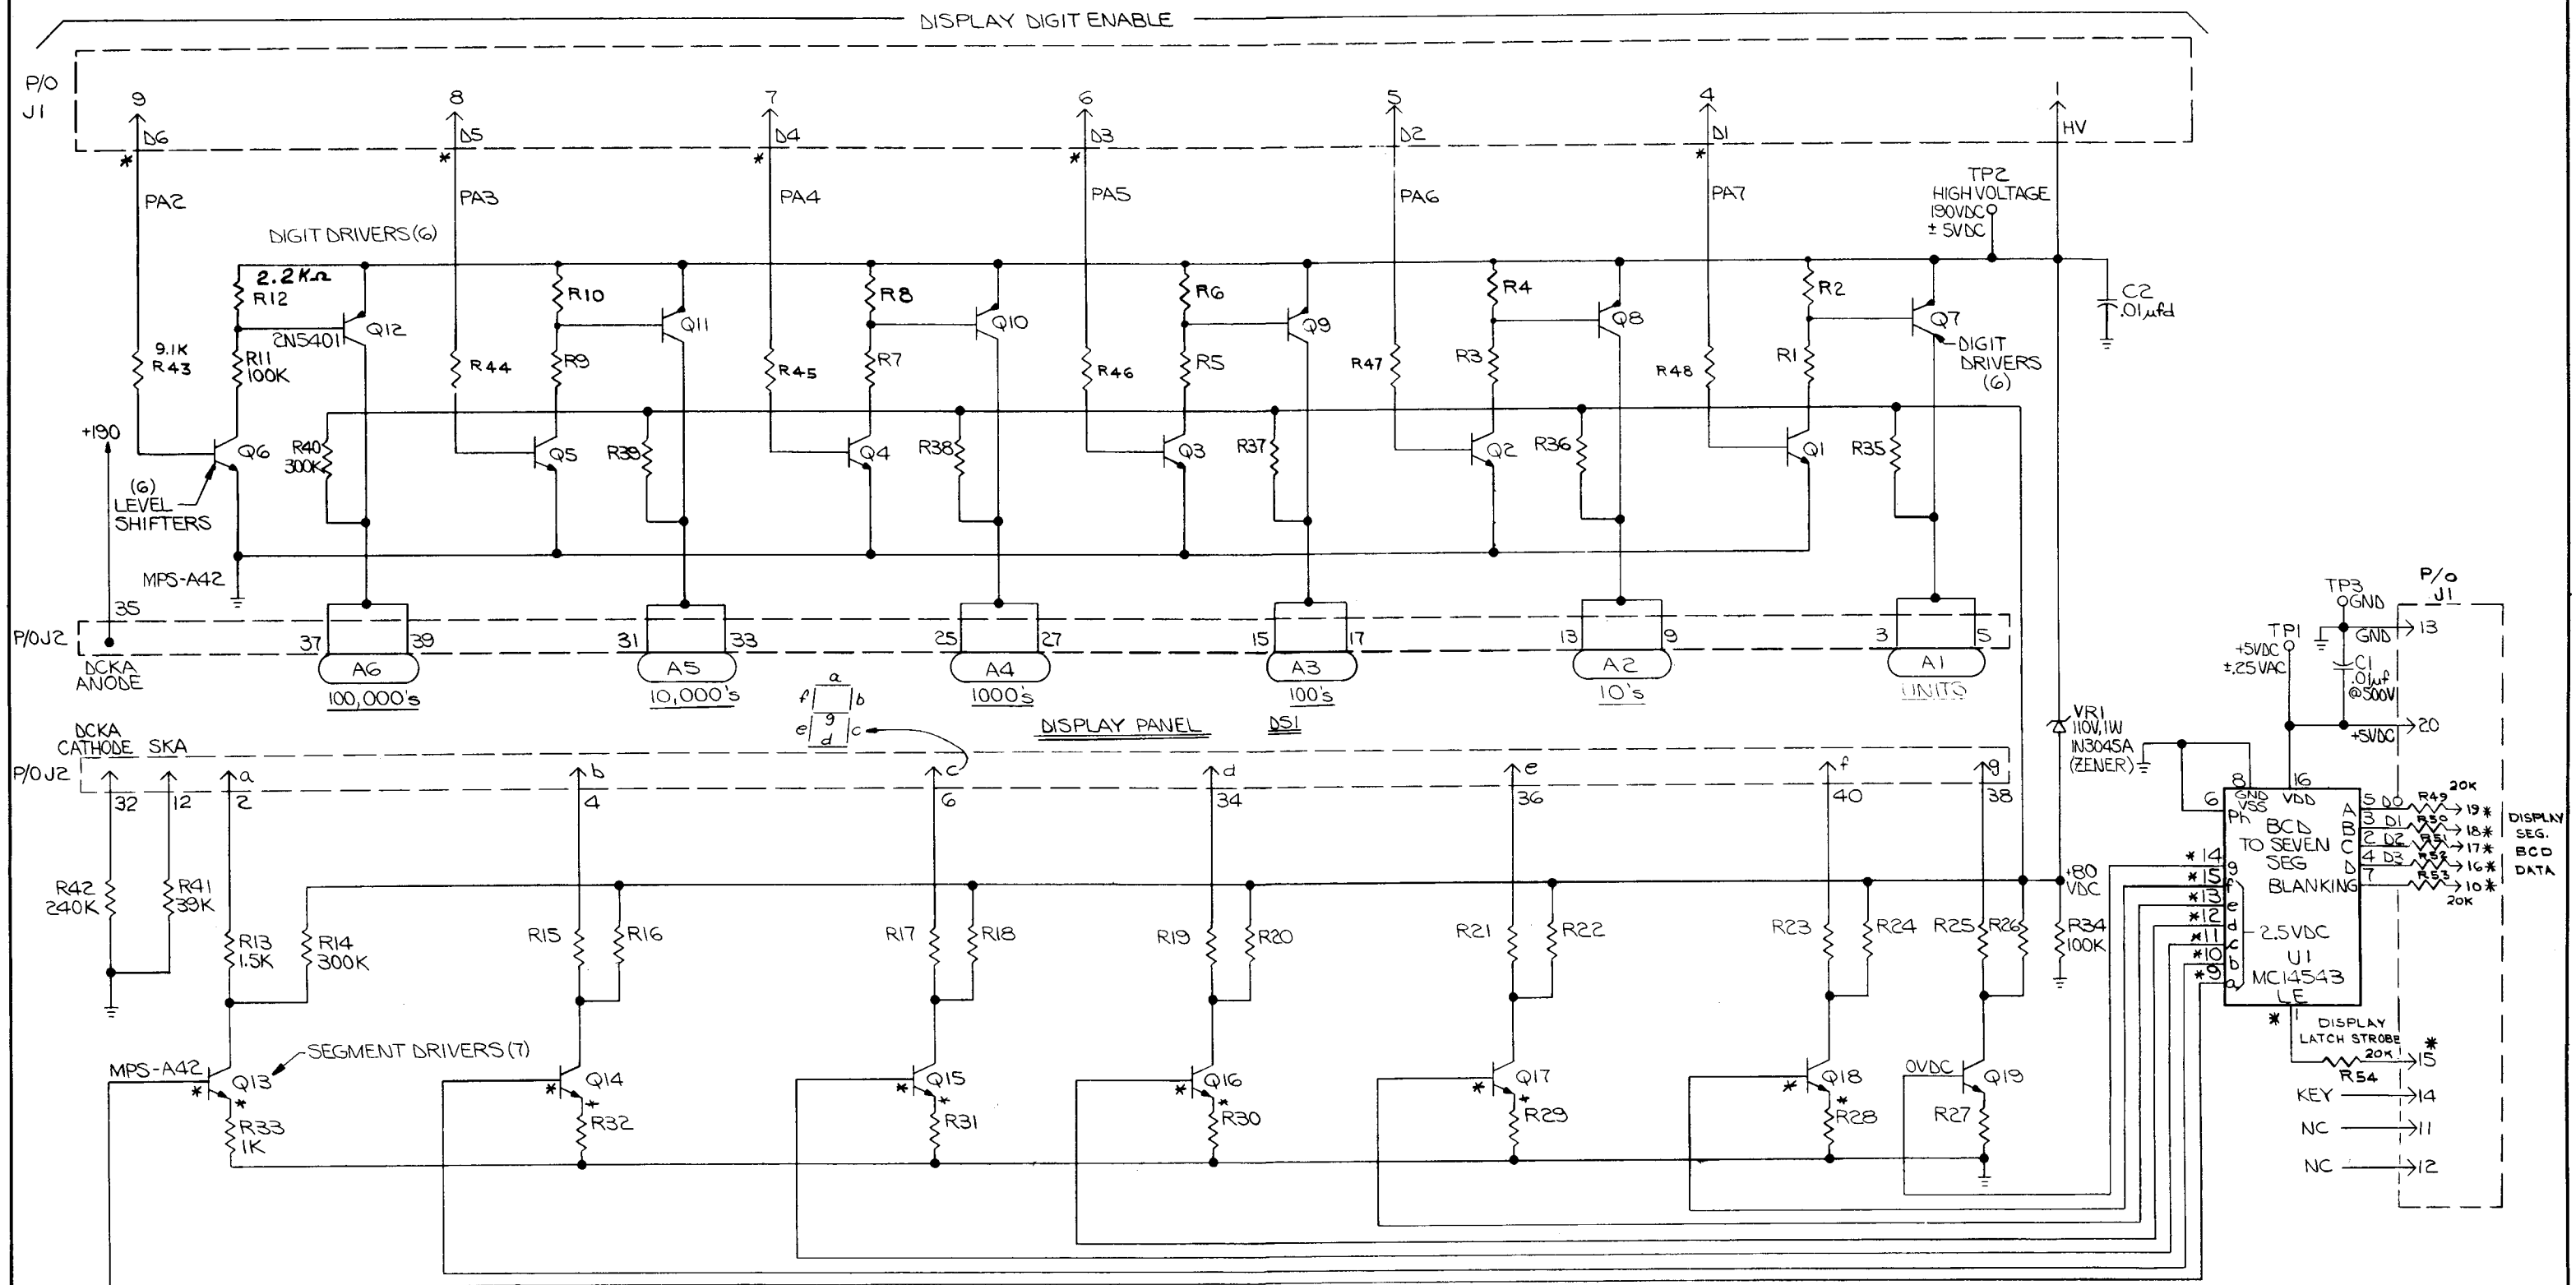 DISPLAY DIGIT ENABLE
P/O
J1
9
8
7
6
5
4
1
D6
D5
D4
D3
D2
D1
HV
*
*
*
*
*
PA2
PA3
PA4
PA5
PA6
PA7
TP2
HIGH VOLTAGE
190VDC
± 5VDC
DIGIT DRIVERS (6)
2.2KΩ
R12
R10
R8
R6
R4
R2
C2
.01µfd
2N5401
Q12
Q11
Q10
Q9
Q8
Q7
9.1K
R43
R11
100K
R44
R9
R45
R7
R46
R5
R47
R3
R48
R1
DIGIT
DRIVERS
(6)
+190
Q6
R40
300K
Q5
R39
Q4
R38
Q3
R37
Q2
R36
Q1
R35
(6)
LEVEL
SHIFTERS
MPS-A42
35
P/O J2
37
39
31
33
25
27
15
17
13
9
3
5
DCKA
ANODE
A6
A5
A4
A3
A2
A1
100,000's
10,000's
1000's
100's
10's
UNITS
a
f
b
g
e
c
d
DISPLAY PANEL
DS1
TP3
GND
P/O
J1
GND
13
TP1
+5VDC
±.25VAC
C1
.01uf
@500V
+5VDC
20
VR1
110V,1W
IN3045A
(ZENER)
DCKA
CATHODE
SKA
P/O J2
a
b
c
d
e
f
g
32
12
2
4
6
34
36
40
38
R42
240K
R41
39K
R13
1.5K
R14
300K
R15
R16
R17
R18
R19
R20
R21
R22
R23
R24
R25
R26
+80
VDC
R34
100K
8
16
6
GND
VSS
VDD
Ph
BCD
TO SEVEN
SEG
BLANKING
A
B
C
D
5 D0
3 D1
2 D2
4 D3
7
20K
R49
R50
R51
R52
R53
20K
19*
18*
17*
16*
10*
DISPLAY
SEG.
BCD
DATA
*14
g
*15
f
*13
e
*12
d
*11
c
*10
b
*9
a
2.5VDC
U1
MC14543
LE
*
1
DISPLAY
LATCH STROBE
*
20K
15
R54
KEY
14
NC
11
NC
12
SEGMENT DRIVERS (7)
MPS-A42
Q13
*
*
Q14
*
*
Q15
*
*
Q16
*
*
Q17
*
*
Q18
*
*
0VDC
Q19
R33
1K
R32
R31
R30
R29
R28
R27